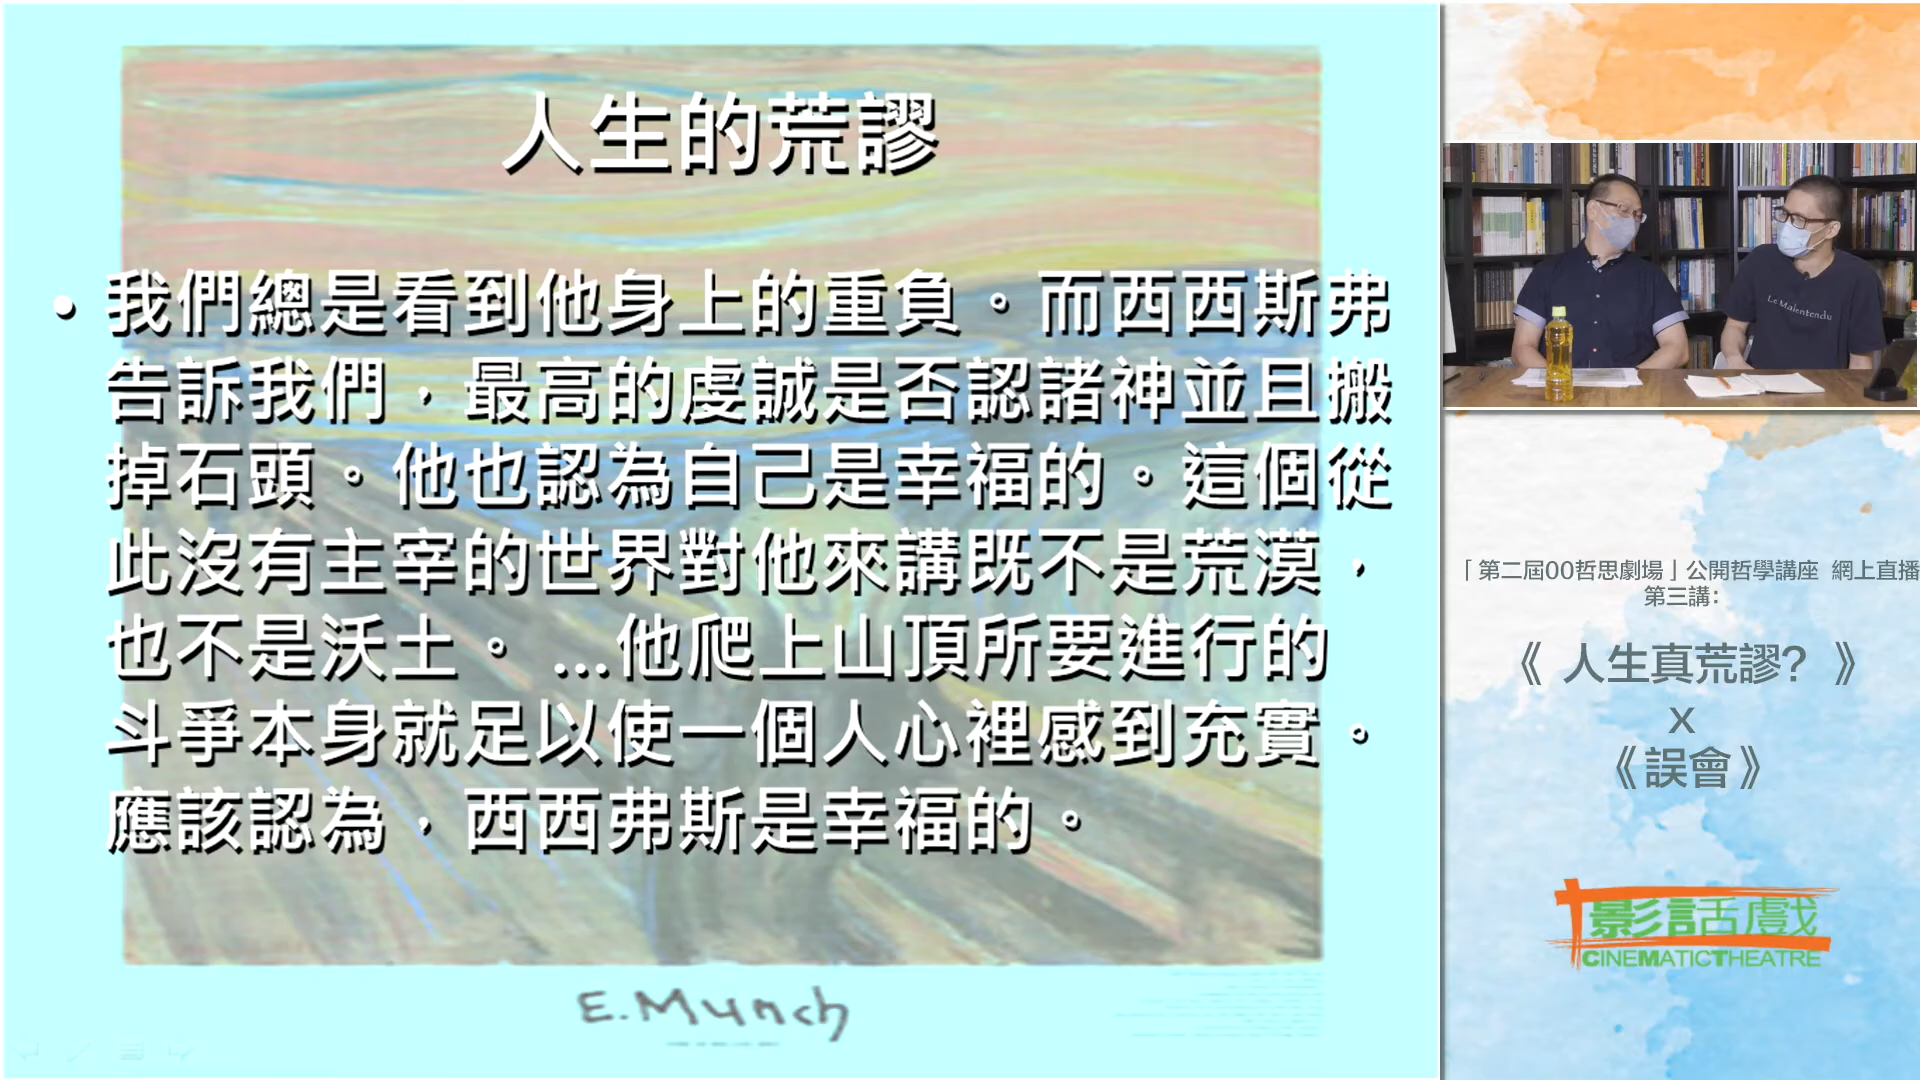 人生的荒謬
• 我們總是看到他身上的重負。而西西斯弗
告訴我們，最高的虔誠是否認諸神並且搬
掉石頭。他也認為自己是幸福的。這個從
此沒有主宰的世界對他來講既不是荒漠，
也不是沃土。 ...他爬上山頂所要進行的
斗爭本身就足以使一個人心裡感到充實。
應該認為，西西弗斯是幸福的。
E. Munch
Le Malentendu
「第二屆OO哲思劇場」公開哲學講座 網上直播
第三講：
《 人生真荒謬？ 》
x
《誤會》
影話戲
CINEMATICTHEATRE